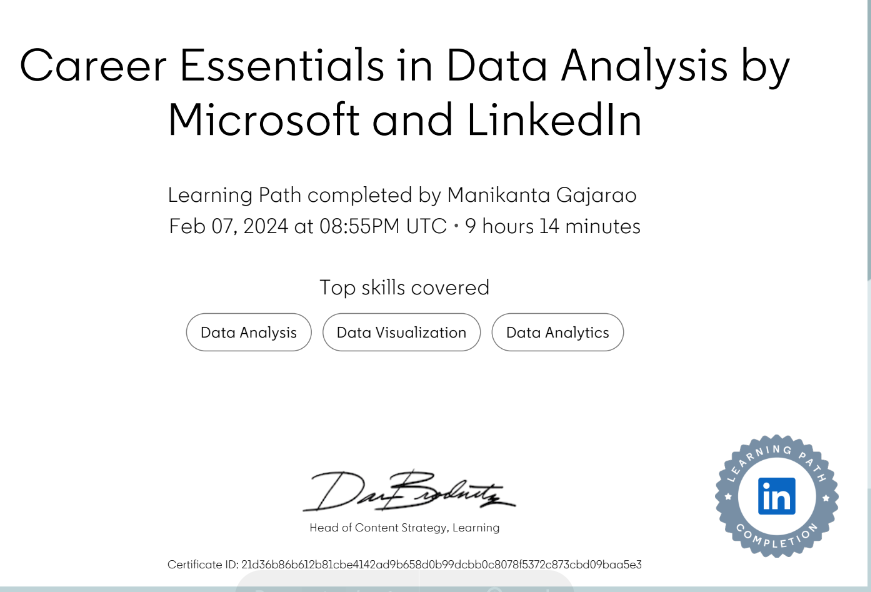 Career Essentials in Data Analysis by
Microsoft and LinkedIn
Learning Path completed by Manikanta Gajarao
Feb 07, 2024 at 08:55PM UTC • 9 hours 14 minutes
Top skills covered
Data Analysis Data Visualization Data Analytics
Head of Content Strategy, Learning
LEARNING PATH
in
COMPLETION
Certificate ID: 21d36b86b612b81cbe4142ad9b658d0b99dcbb0c8078f5372c873cbd09baa5e3